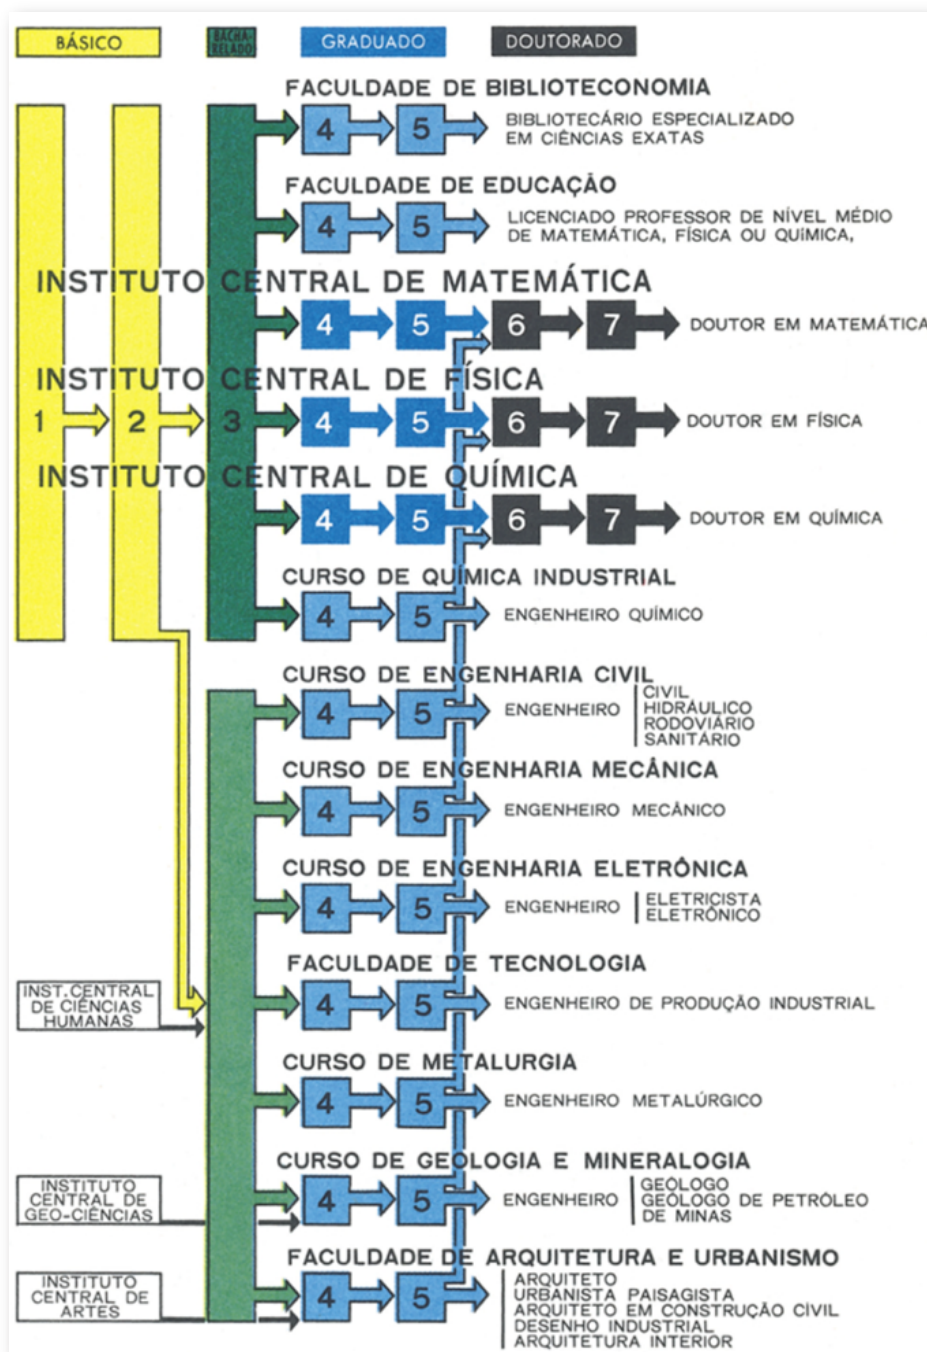 BÁSICO
BACHA-
RELADO
GRADUADO
DOUTORADO
FACULDADE DE BIBLIOTECONOMIA
4
5
BIBLIOTECÁRIO ESPECIALIZADO
EM CIÊNCIAS EXATAS
FACULDADE DE EDUCAÇÃO
4
5
LICENCIADO PROFESSOR DE NÍVEL MÉDIO
DE MATEMÁTICA, FÍSICA OU QUÍMICA,
INSTITUTO CENTRAL DE MATEMÁTICA
4
5
6
7
DOUTOR EM MATEMÁTICA
INSTITUTO CENTRAL DE FÍSICA
1
2
3
4
5
6
7
DOUTOR EM FÍSICA
INSTITUTO CENTRAL DE QUÍMICA
4
5
6
7
DOUTOR EM QUÍMICA
CURSO DE QUÍMICA INDUSTRIAL
4
5
ENGENHEIRO QUÍMICO
CURSO DE ENGENHARIA CIVIL
4
5
ENGENHEIRO
CIVIL
HIDRÁULICO
RODOVIÁRIO
SANITÁRIO
CURSO DE ENGENHARIA MECÂNICA
4
5
ENGENHEIRO MECÂNICO
CURSO DE ENGENHARIA ELETRÔNICA
4
5
ENGENHEIRO
ELETRICISTA
ELETRÔNICO
FACULDADE DE TECNOLOGIA
INST. CENTRAL
DE CIÊNCIAS
HUMANAS
4
5
ENGENHEIRO DE PRODUÇÃO INDUSTRIAL
CURSO DE METALURGIA
4
5
ENGENHEIRO METALÚRGICO
CURSO DE GEOLOGIA E MINERALOGIA
INSTITUTO
CENTRAL DE
GEO-CIÊNCIAS
4
5
ENGENHEIRO
GEÓLOGO
GEÓLOGO DE PETRÓLEO
DE MINAS
FACULDADE DE ARQUITETURA E URBANISMO
INSTITUTO
CENTRAL DE
ARTES
4
5
ARQUITETO
URBANISTA PAISAGISTA
ARQUITETO EM CONSTRUÇÃO CÍVIL
DESENHO INDUSTRIAL
ARQUITETURA INTERIOR